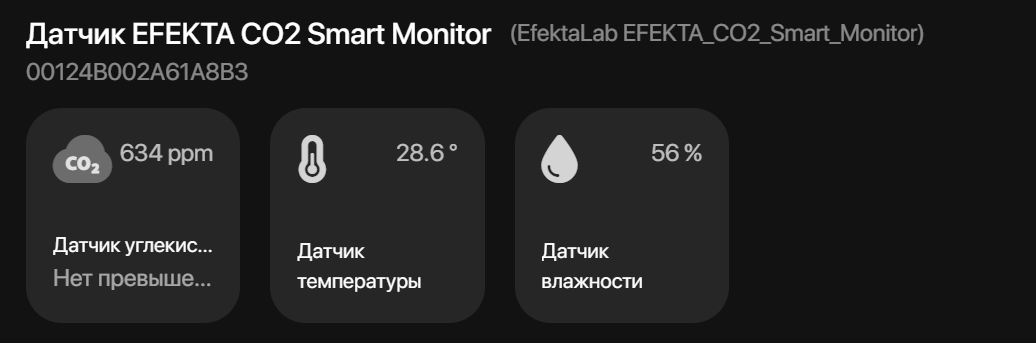 Датчик EFEKTA CO2 Smart Monitor (EfektaLab EFEKTA_CO2_Smart_Monitor)
00124B002A61A8B3
CO₂ 634 ppm
Датчик углекис...
Нет превыше...
28.6 °
Датчик
температуры
56 %
Датчик
влажности